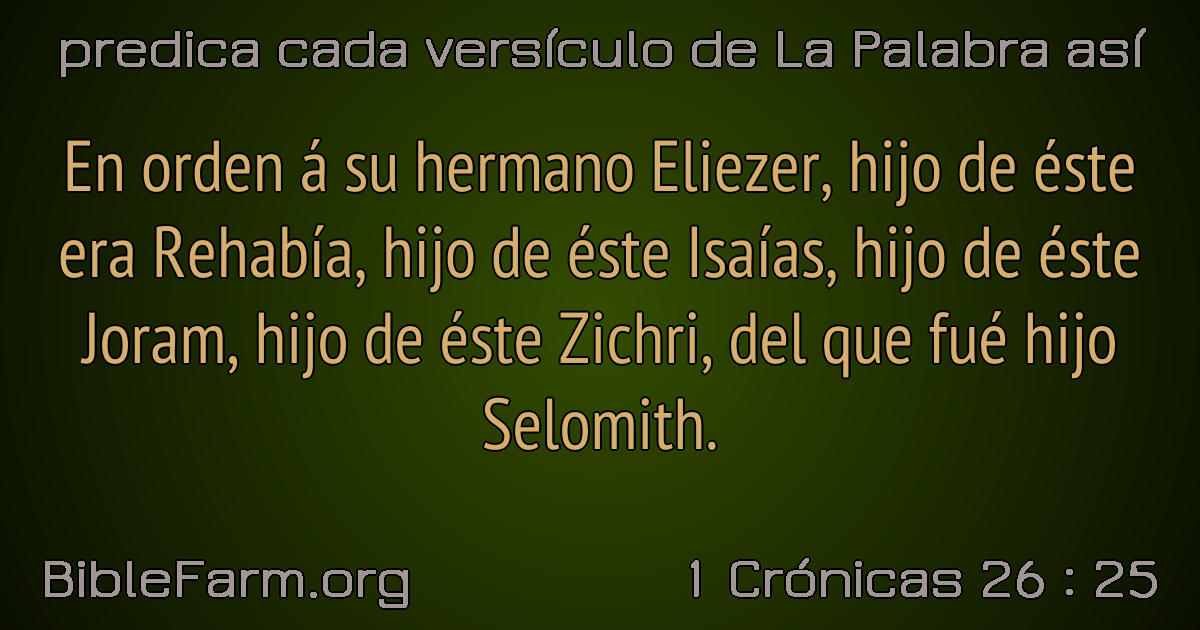 predica cada versículo de La Palabra así
En orden á su hermano Eliezer, hijo de éste
era Rehabía, hijo de éste Isaías, hijo de éste
Joram, hijo de éste Zichri, del que fué hijo
Selomith.
BibleFarm.org
1 Crónicas 26 : 25